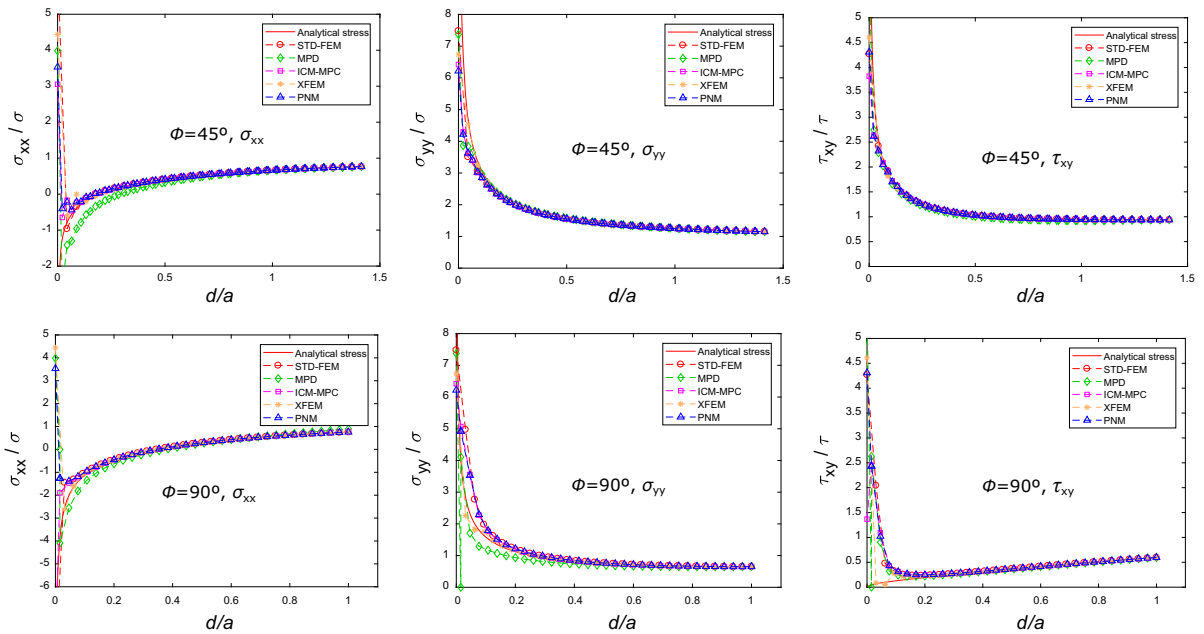 σxx / σ
5
4
3
2
1
0
-1
-2
0
0.5
1
1.5
d/a
Φ=45º, σxx
Analytical stress
STD-FEM
MPD
ICM-MPC
XFEM
PNM
σyy / σ
8
7
6
5
4
3
2
1
0
0
0.5
1
1.5
d/a
Φ=45º, σyy
Analytical stress
STD-FEM
MPD
ICM-MPC
XFEM
PNM
τxy / τ
5
4.5
4
3.5
3
2.5
2
1.5
1
0.5
0
0
0.5
1
1.5
d/a
Φ=45º, τxy
Analytical stress
STD-FEM
MPD
ICM-MPC
XFEM
PNM
σxx / σ
5
4
3
2
1
0
-1
-2
-3
-4
-5
-6
0
0.2
0.4
0.6
0.8
1
d/a
Φ=90º, σxx
Analytical stress
STD-FEM
MPD
ICM-MPC
XFEM
PNM
σyy / σ
8
7
6
5
4
3
2
1
0
0
0.2
0.4
0.6
0.8
1
d/a
Φ=90º, σyy
Analytical stress
STD-FEM
MPD
ICM-MPC
XFEM
PNM
τxy / τ
5
4.5
4
3.5
3
2.5
2
1.5
1
0.5
0
0
0.2
0.4
0.6
0.8
1
d/a
Φ=90º, τxy
Analytical stress
STD-FEM
MPD
ICM-MPC
XFEM
PNM